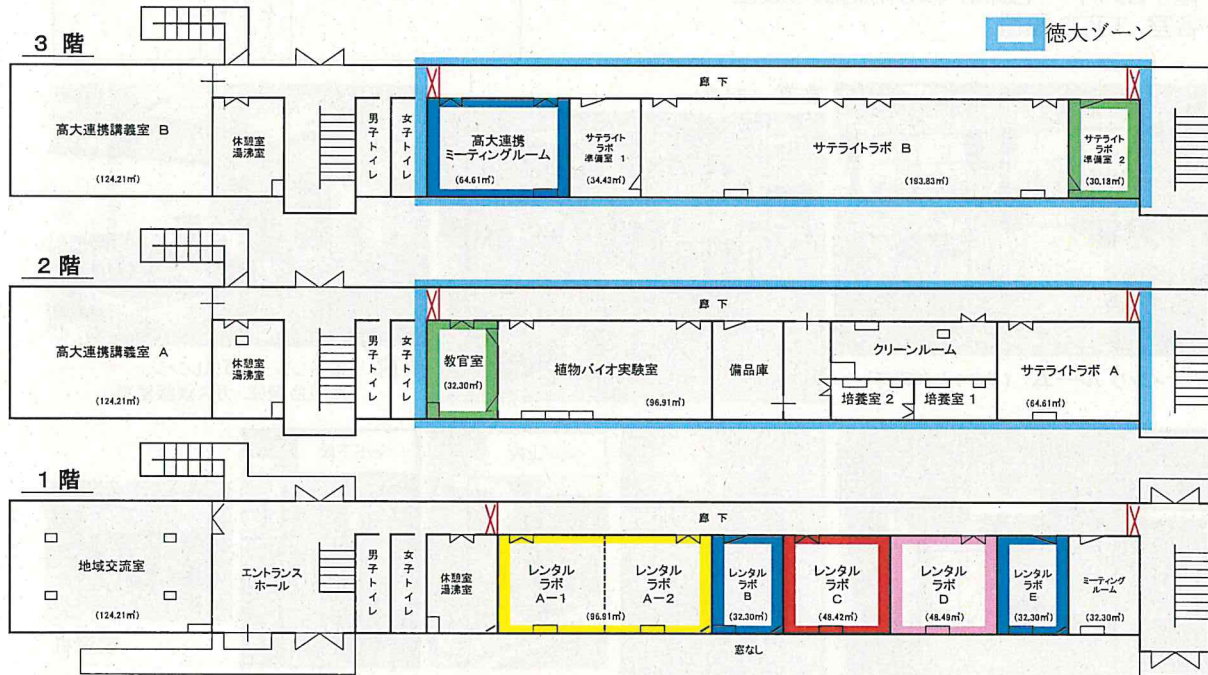 徳大ゾーン
3 階
廊 下
高大連携講義室 B
(124.21㎡)
休憩室
湯沸室
男子トイレ
女子トイレ
高大連携
ミーティングルーム
(64.61㎡)
サテライト
ラボ
準備室 1
(34.43㎡)
サテライトラボ B
(193.83㎡)
サテライト
ラボ
準備室 2
(30.18㎡)
2 階
廊 下
高大連携講義室 A
(124.21㎡)
休憩室
湯沸室
男子トイレ
女子トイレ
教官室
(32.30㎡)
植物バイオ実験室
(96.91㎡)
備品庫
クリーンルーム
培養室 2
培養室 1
サテライトラボ A
(64.61㎡)
1 階
廊 下
地域交流室
(124.21㎡)
エントランス
ホール
男子トイレ
女子トイレ
休憩室
湯沸室
レンタル
ラボ
A－1
レンタル
ラボ
A－2
(96.91㎡)
レンタル
ラボ
B
(32.30㎡)
レンタル
ラボ
C
(48.42㎡)
レンタル
ラボ
D
(48.49㎡)
レンタル
ラボ
E
(32.30㎡)
ミーティング
ルーム
(32.30㎡)
窓なし